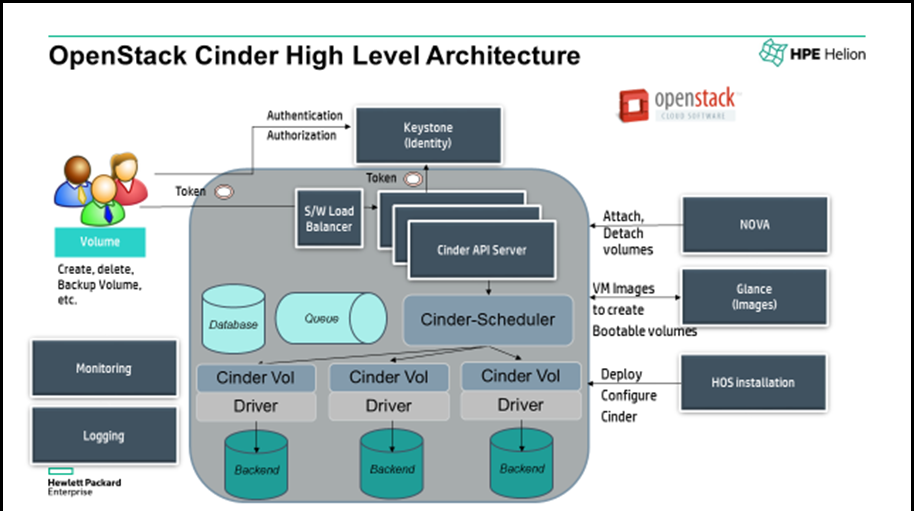 OpenStack Cinder High Level Architecture
HPE Helion
openstack
CLOUD SOFTWARE
Authentication
Authorization
Keystone
(Identity)
Token
Token
S/W Load
Balancer
Cinder API Server
Volume
Create, delete,
Backup Volume,
etc.
Attach,
Detach
volumes
NOVA
VM Images
to create
Bootable volumes
Glance
(Images)
Database
Queue
Cinder-Scheduler
Monitoring
Cinder Vol
Cinder Vol
Cinder Vol
Driver
Driver
Driver
Deploy
Configure
Cinder
HOS installation
Logging
Backend
Backend
Backend
Hewlett Packard
Enterprise